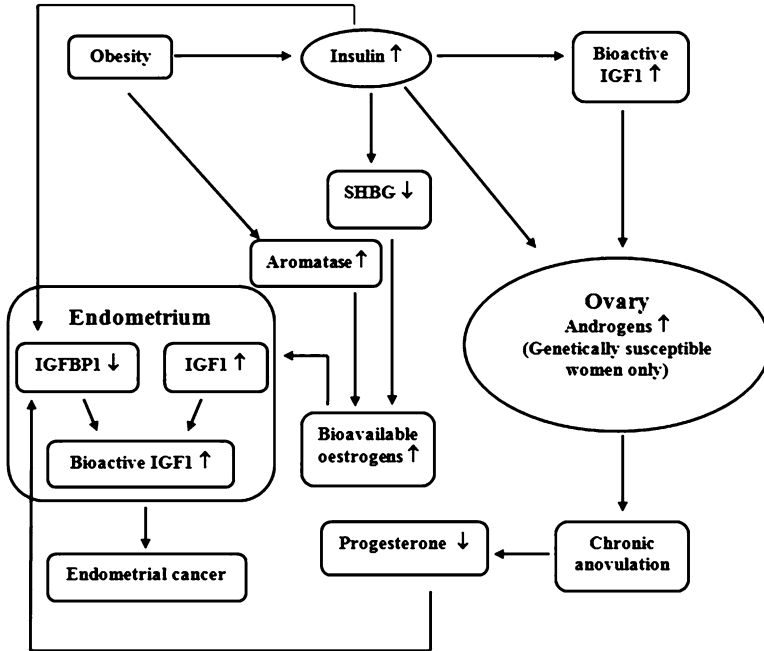 Obesity
Insulin ↑
Bioactive
IGF1 ↑
SHBG ↓
Aromatase ↑
Ovary
Androgens ↑
(Genetically susceptible
women only)
Endometrium
IGFBP1 ↓
IGF1 ↑
Bioactive IGF1 ↑
Bioavailable
oestrogens ↑
Endometrial cancer
Progesterone ↓
Chronic
anovulation